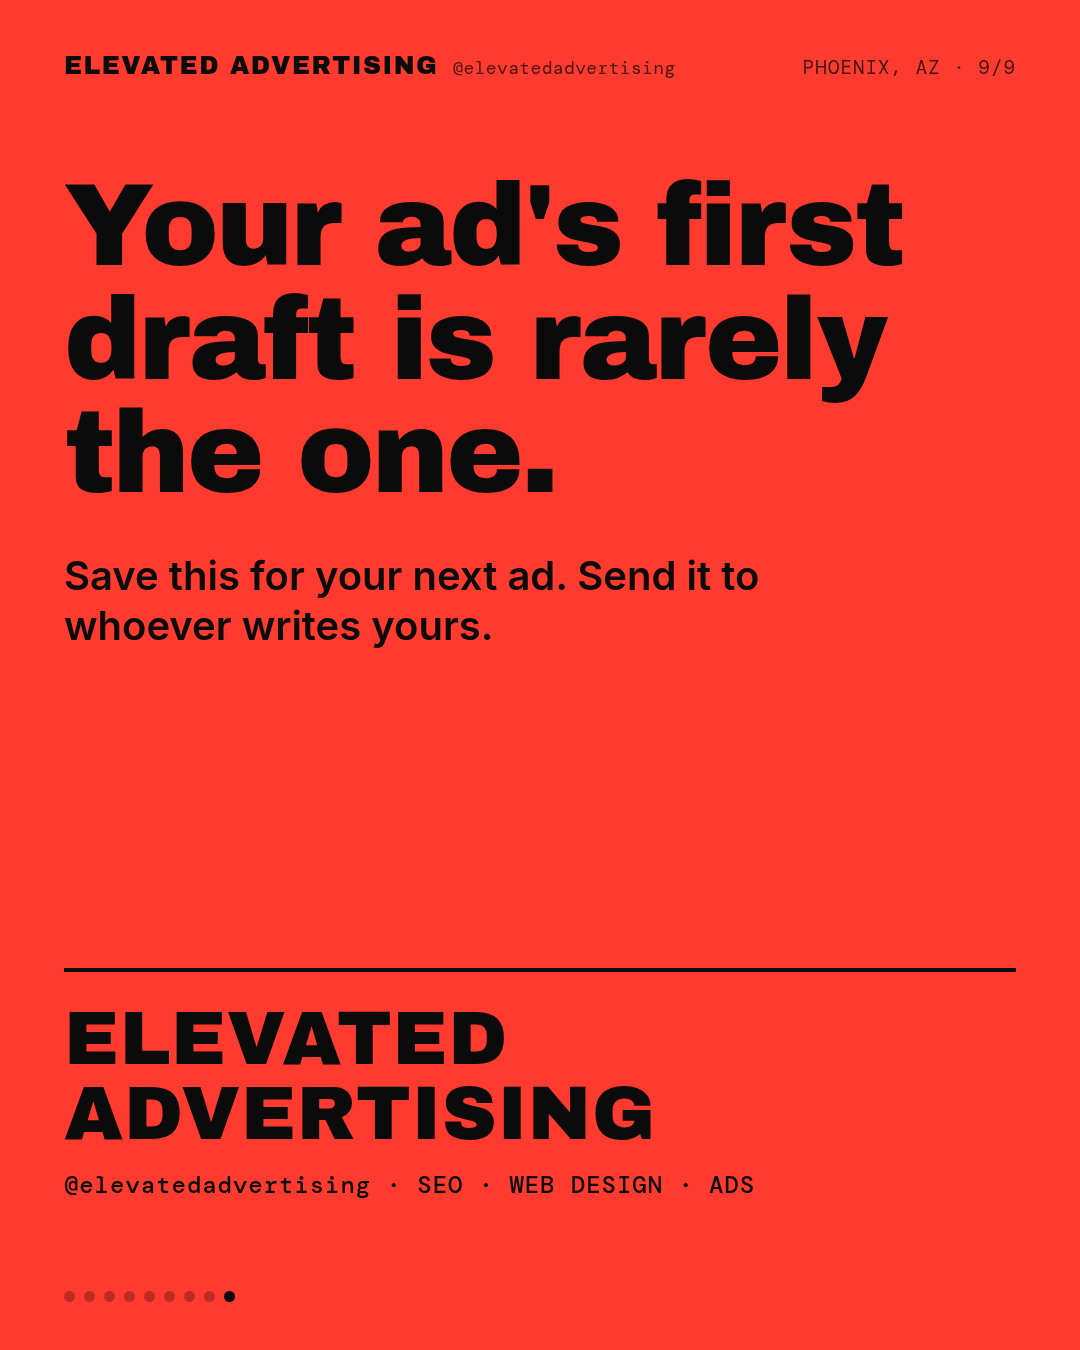 ELEVATED ADVERTISING @elevatedadvertising PHOENIX, AZ · 9/9
Your ad's first
draft is rarely
the one.
Save this for your next ad. Send it to
whoever writes yours.
ELEVATED
ADVERTISING
@elevatedadvertising · SEO · WEB DESIGN · ADS